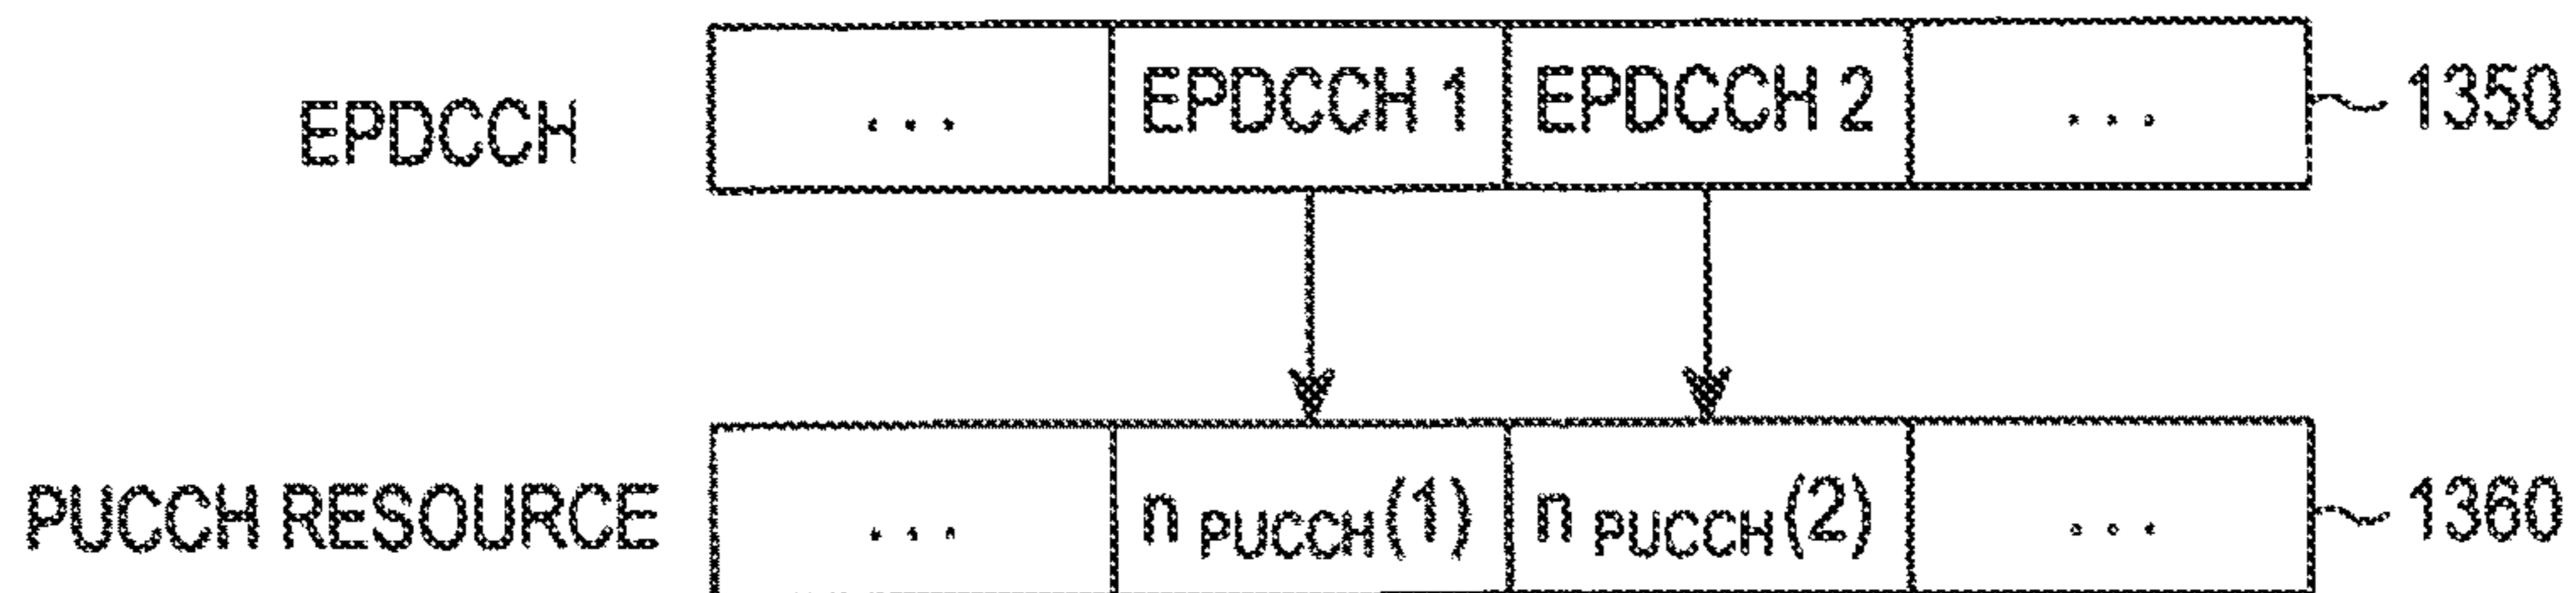 EPDCCH ... EPDCCH 1 EPDCCH 2 ... 1350
PUCCH RESOURCE ... n PUCCH(1) n PUCCH(2) ... 1360